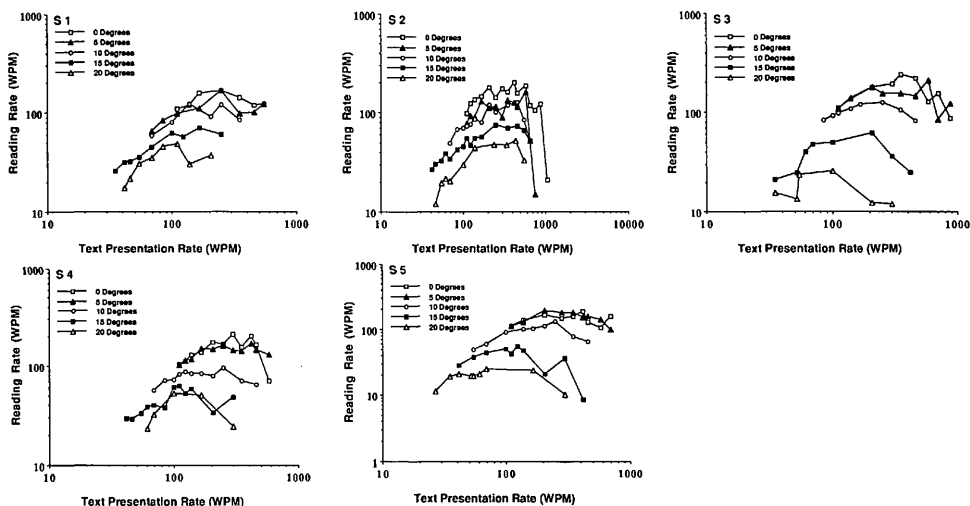 S 1
1000
100
10
Reading Rate (WPM)
0 Degrees
5 Degrees
10 Degrees
15 Degrees
20 Degrees
10 100 1000
Text Presentation Rate (WPM)
S 2
1000
100
10
Reading Rate (WPM)
0 Degrees
5 Degrees
10 Degrees
15 Degrees
20 Degrees
10 100 1000 10000
Text Presentation Rate (WPM)
S 3
1000
100
10
Reading Rate (WPM)
0 Degrees
5 Degrees
10 Degrees
15 Degrees
20 Degrees
10 100 1000
Text Presentation Rate (WPM)
S 4
1000
100
10
Reading Rate (WPM)
0 Degrees
5 Degrees
10 Degrees
15 Degrees
20 Degrees
10 100 1000
Text Presentation Rate (WPM)
S 5
1000
100
10
1
Reading Rate (WPM)
0 Degrees
5 Degrees
10 Degrees
15 Degrees
20 Degrees
10 100 1000
Text Presentation Rate (WPM)